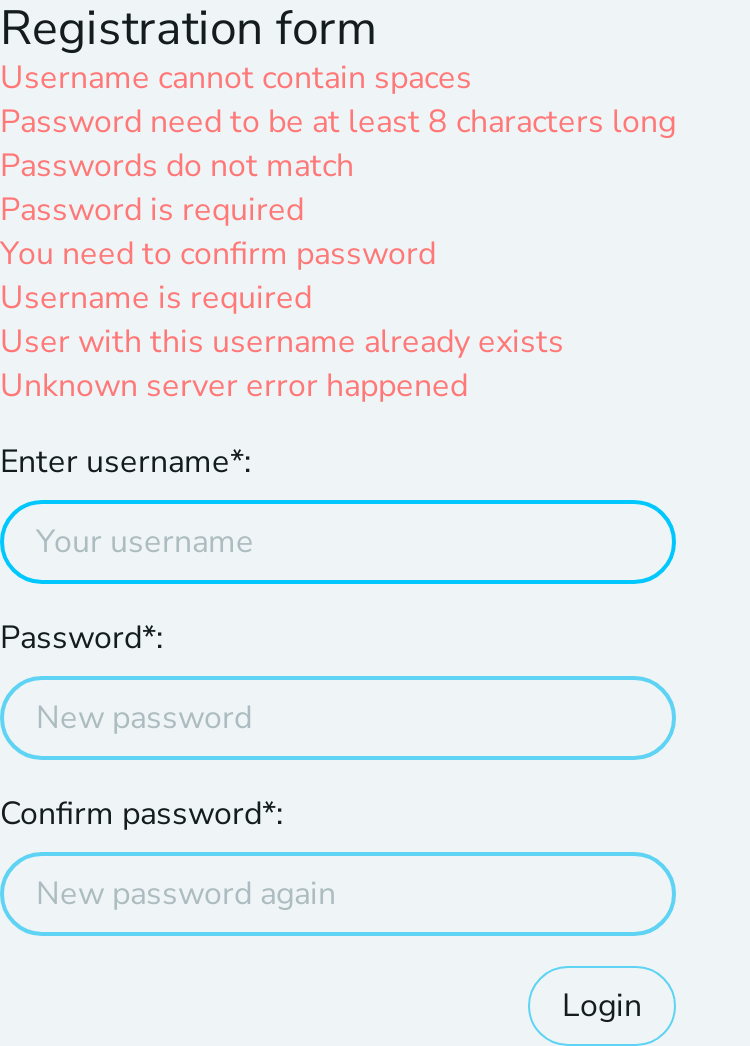 Registration form
Username cannot contain spaces
Password need to be at least 8 characters long
Passwords do not match
Password is required
You need to confirm password
Username is required
User with this username already exists
Unknown server error happened
Enter username*:
Your username
Password*:
New password
Confirm password*:
New password again
Login